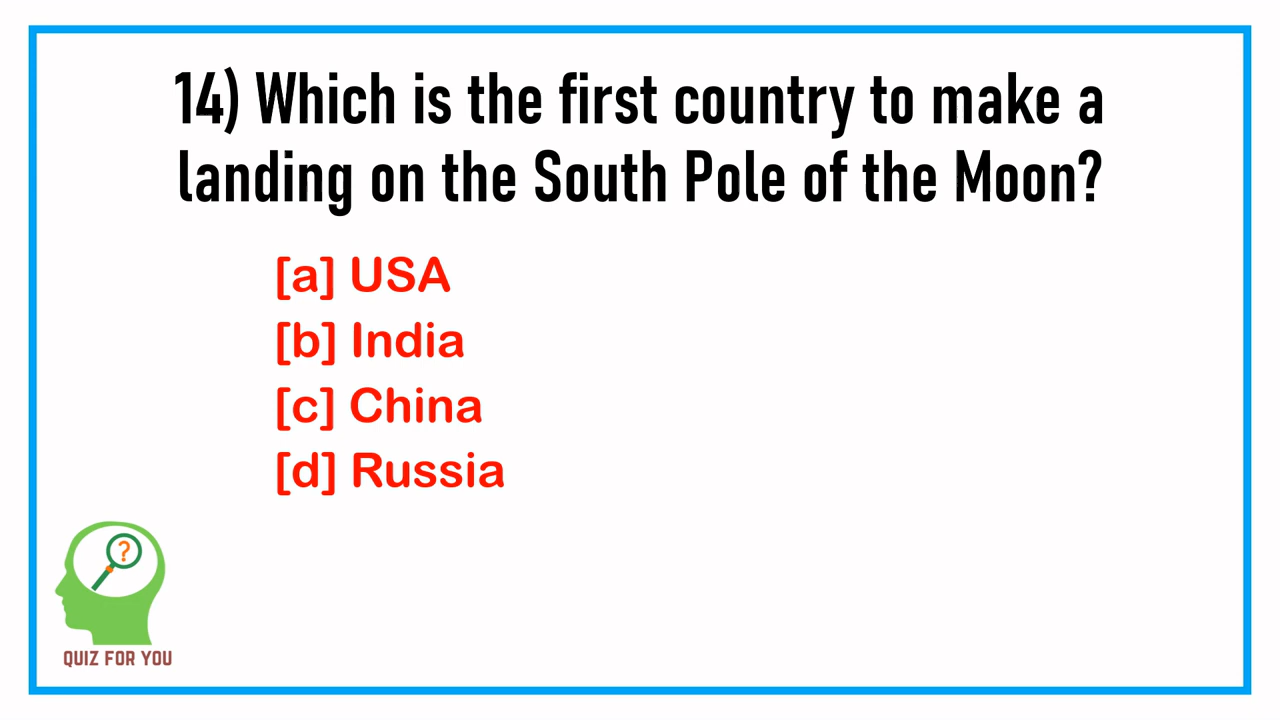 14) Which is the first country to make a
landing on the South Pole of the Moon?
[a] USA
[b] India
[c] China
[d] Russia
?
QUIZ FOR YOU